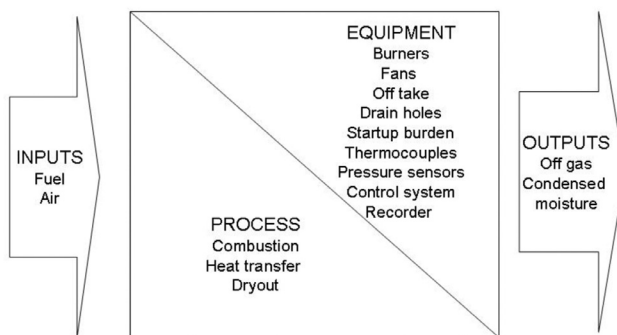 INPUTS
Fuel
Air
EQUIPMENT
Burners
Fans
Off take
Drain holes
Startup burden
Thermocouples
Pressure sensors
Control system
Recorder
PROCESS
Combustion
Heat transfer
Dryout
OUTPUTS
Off gas
Condensed
moisture